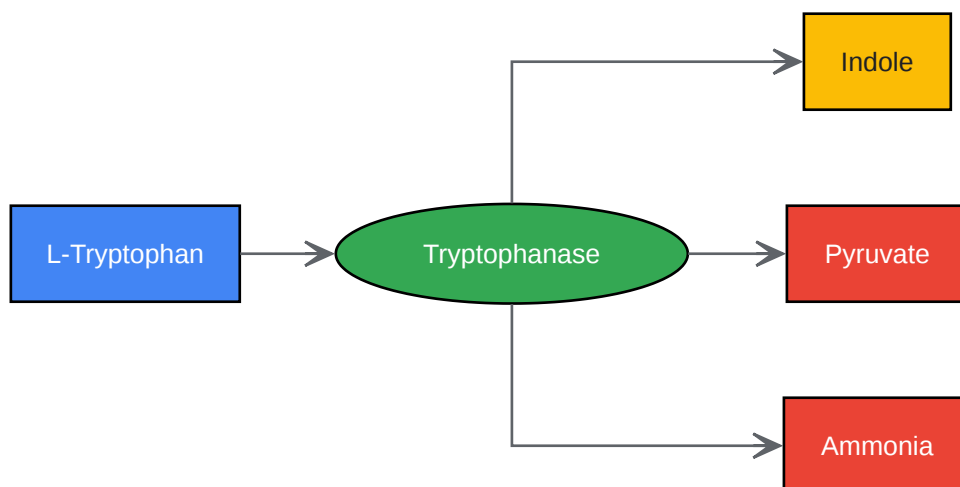 Indole
L-Tryptophan
Tryptophanase
Pyruvate
Ammonia